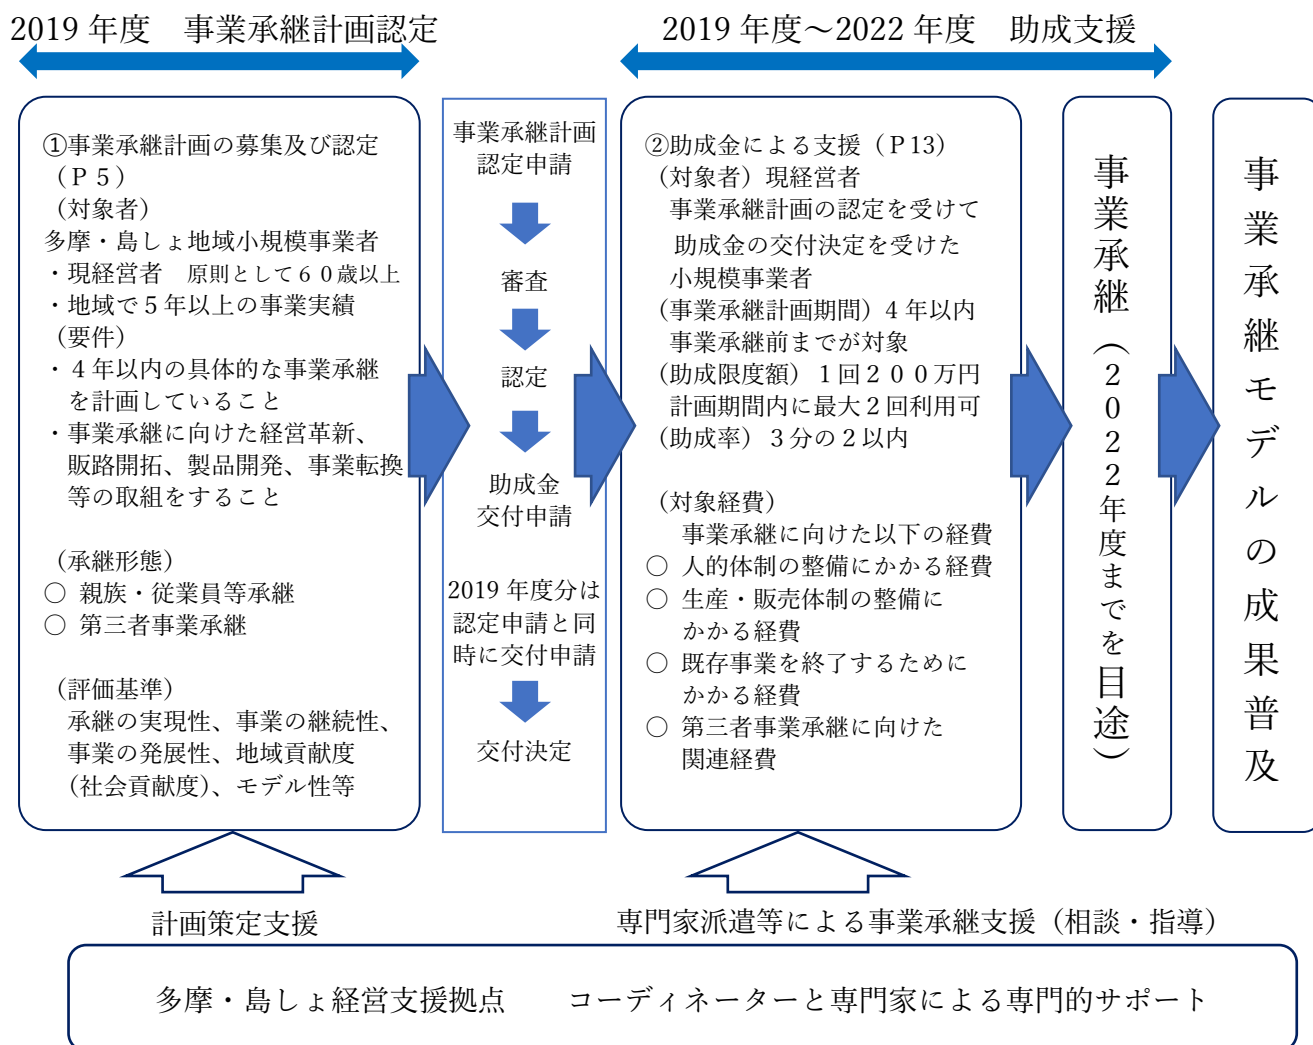 2019 年度　事業承継計画認定
2019 年度～2022 年度　助成支援
①事業承継計画の募集及び認定
(Ｐ５)
(対象者)
多摩・島しょ地域小規模事業者
・現経営者　原則として６０歳以上
・地域で５年以上の事業実績
(要件)
・４年以内の具体的な事業承継
を計画していること
・事業承継に向けた経営革新、
販路開拓、製品開発、事業転換
等の取組をすること
(承継形態)
○ 親族・従業員等承継
○ 第三者事業承継
(評価基準)
承継の実現性、事業の継続性、
事業の発展性、地域貢献度
(社会貢献度)、モデル性等
事業承継計画
認定申請
審査
認定
助成金
交付申請
2019 年度分は
認定申請と同
時に交付申請
交付決定
②助成金による支援（Ｐ13）
(対象者) 現経営者
事業承継計画の認定を受けて
助成金の交付決定を受けた
小規模事業者
(事業承継計画期間) ４年以内
事業承継前までが対象
(助成限度額) １回２００万円
計画期間内に最大２回利用可
(助成率) ３分の２以内
(対象経費)
事業承継に向けた以下の経費
○ 人的体制の整備にかかる経費
○ 生産・販売体制の整備に
かかる経費
○ 既存事業を終了するために
かかる経費
○ 第三者事業承継に向けた
関連経費
事業承継（２０２２年度までを目途）
事業承継モデルの成果普及
計画策定支援
専門家派遣等による事業承継支援（相談・指導）
多摩・島しょ経営支援拠点　　コーディネーターと専門家による専門的サポート